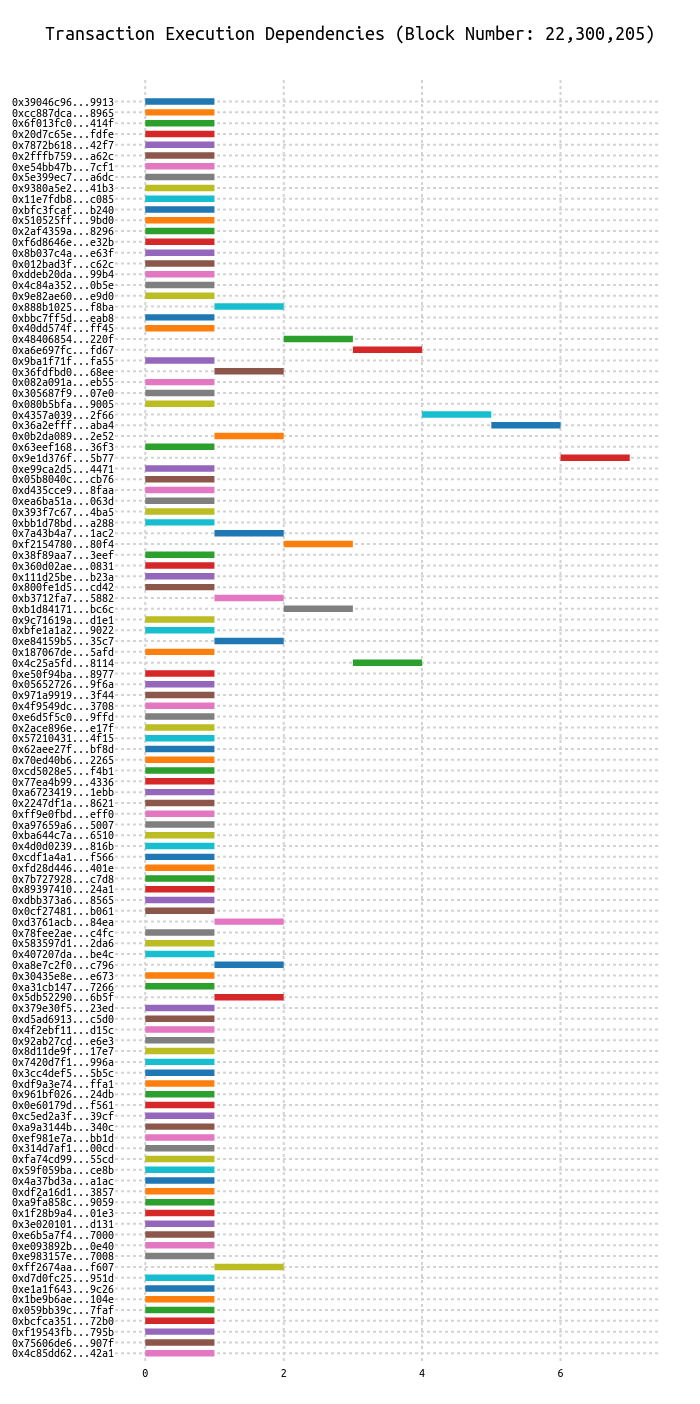 Transaction Execution Dependencies (Block Number: 22,300,205)
0x39046c96...9913
0xcc887dca...8965
0x6f013fc0...414f
0x20d7c65e...fdfe
0x7872b618...42f7
0x2fffb759...a62c
0xe54bb47b...7cf1
0x5e399ec7...a6dc
0x9380a5e2...41b3
0x11e7fdb8...c085
0xbfc3fcaf...b240
0x510525ff...9bd0
0x2af4359a...8296
0xf6d8646e...e32b
0x8b037c4a...e63f
0x012bad3f...c62c
0xddeb20da...99b4
0x4c84a352...0b5e
0x9e82ae60...e9d0
0x888b1025...f8ba
0xbbc7ff5d...eab8
0x40dd574f...ff45
0x48406854...220f
0xa6e697fc...fd67
0x9ba1f71f...fa55
0x36fdfbd0...68ee
0x082a091a...eb55
0x305687f9...07e0
0x080b5bfa...9005
0x4357a039...2f66
0x36a2efff...aba4
0x0b2da089...2e52
0x63eef168...36f3
0x9e1d376f...5b77
0xe99ca2d5...4471
0x05b8040c...cb76
0xd435cce9...8faa
0xea6ba51a...063d
0x393f7c67...4ba5
0xbb1d78bd...a288
0x7a43b4a7...1ac2
0xf2154780...80f4
0x38f89aa7...3eef
0x360d02ae...0831
0x111d25be...b23a
0x800fe1d5...cd42
0xb3712fa7...5882
0xb1d84171...bc6c
0x9c71619a...d1e1
0xbfe1a1a2...9022
0xe84159b5...35c7
0x187067de...5afd
0x4c25a5fd...8114
0xe50f94ba...8977
0x05652726...9f6a
0x971a9919...3f44
0x4f9549dc...3708
0xe6d5f5c0...9ffd
0x2ace896e...e17f
0x57210431...4f15
0x62aee27f...bf8d
0x70ed40b6...2265
0xcd5028e5...f4b1
0x77ea4b99...4336
0xa6723419...1ebb
0x2247df1a...8621
0xff9e0fbd...eff0
0xa97659a6...5007
0xba644c7a...6510
0x4d0d0239...816b
0xcdf1a4a1...f566
0xfd28d446...401e
0x7b727928...c7d8
0x89397410...24a1
0xdbb373a6...8565
0x0cf27481...b061
0xd3761acb...84ea
0x78fee2ae...c4fc
0x583597d1...2da6
0x407207da...be4c
0xa8e7c2f0...c796
0x30435e8e...e673
0xa31cb147...7266
0x5db52290...6b5f
0x379e30f5...23ed
0xd5ad6913...c5d0
0x4f2ebf11...d15c
0x92ab27cd...e6e3
0x8d11de9f...17e7
0x7420d7f1...996a
0x3cc4def5...5b5c
0xdf9a3e74...ffa1
0x961bf026...24db
0x0e60179d...f561
0xc5ed2a3f...39cf
0xa9a3144b...340c
0xef981e7a...bb1d
0x314d7af1...00cd
0xfa74cd99...55cd
0x59f059ba...ce8b
0x4a37bd3a...a1ac
0xdf2a16d1...3857
0xa9fa858c...9059
0x1f28b9a4...01e3
0x3e020101...d131
0xe6b5a7f4...7000
0xe093892b...0e40
0xe983157e...7008
0xff2674aa...f607
0xd7d0fc25...951d
0xe1a1f643...9c26
0x1be9b6ae...104e
0x059bb39c...7faf
0xbcfca351...72b0
0xf19543fb...795b
0x75606de6...907f
0x4c85dd62...42a1
0 2 4 6